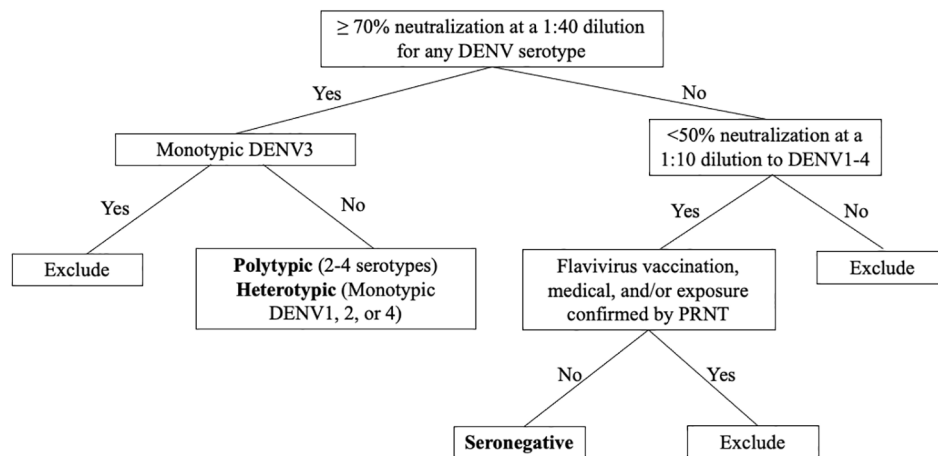 ≥ 70% neutralization at a 1:40 dilution
for any DENV serotype
Yes
No
Monotypic DENV3
<50% neutralization at a
1:10 dilution to DENV1-4
Yes
No
Yes
No
Exclude
Polytypic (2-4 serotypes)
Heterotypic (Monotypic
DENV1, 2, or 4)
Flavivirus vaccination,
medical, and/or exposure
confirmed by PRNT
Exclude
No
Yes
Seronegative
Exclude